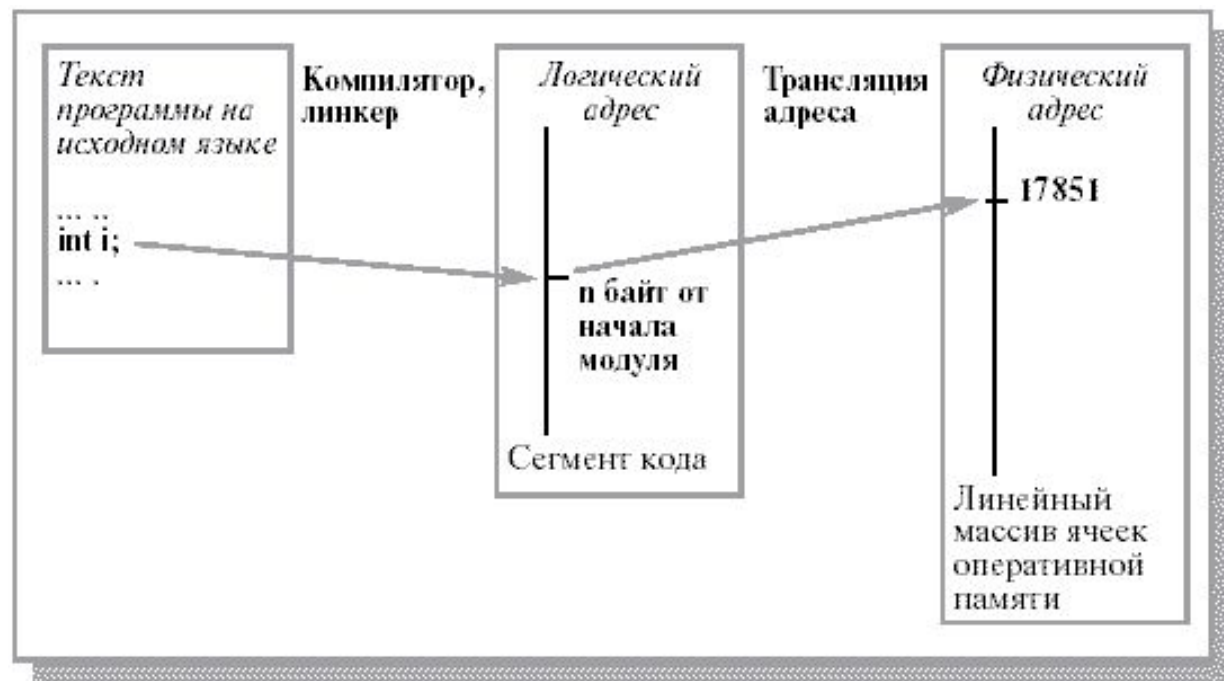 Текст
программы на
исходном языке
... ..
int i;
... .
Компилятор,
линкер
Логический
адрес
n байт от
начала
модуля
Сегмент кода
Трансляция
адреса
Физический
адрес
17851
Линейный
массив ячеек
оперативной
памяти